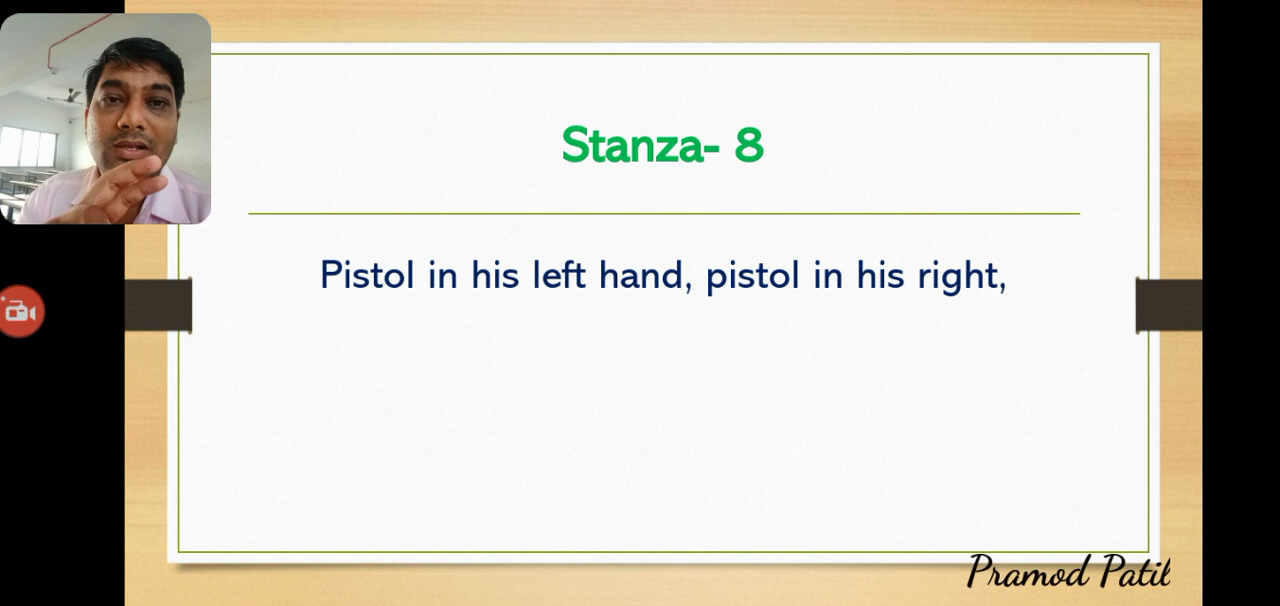 Stanza- 8
Pistol in his left hand, pistol in his right,
Pramod Patil